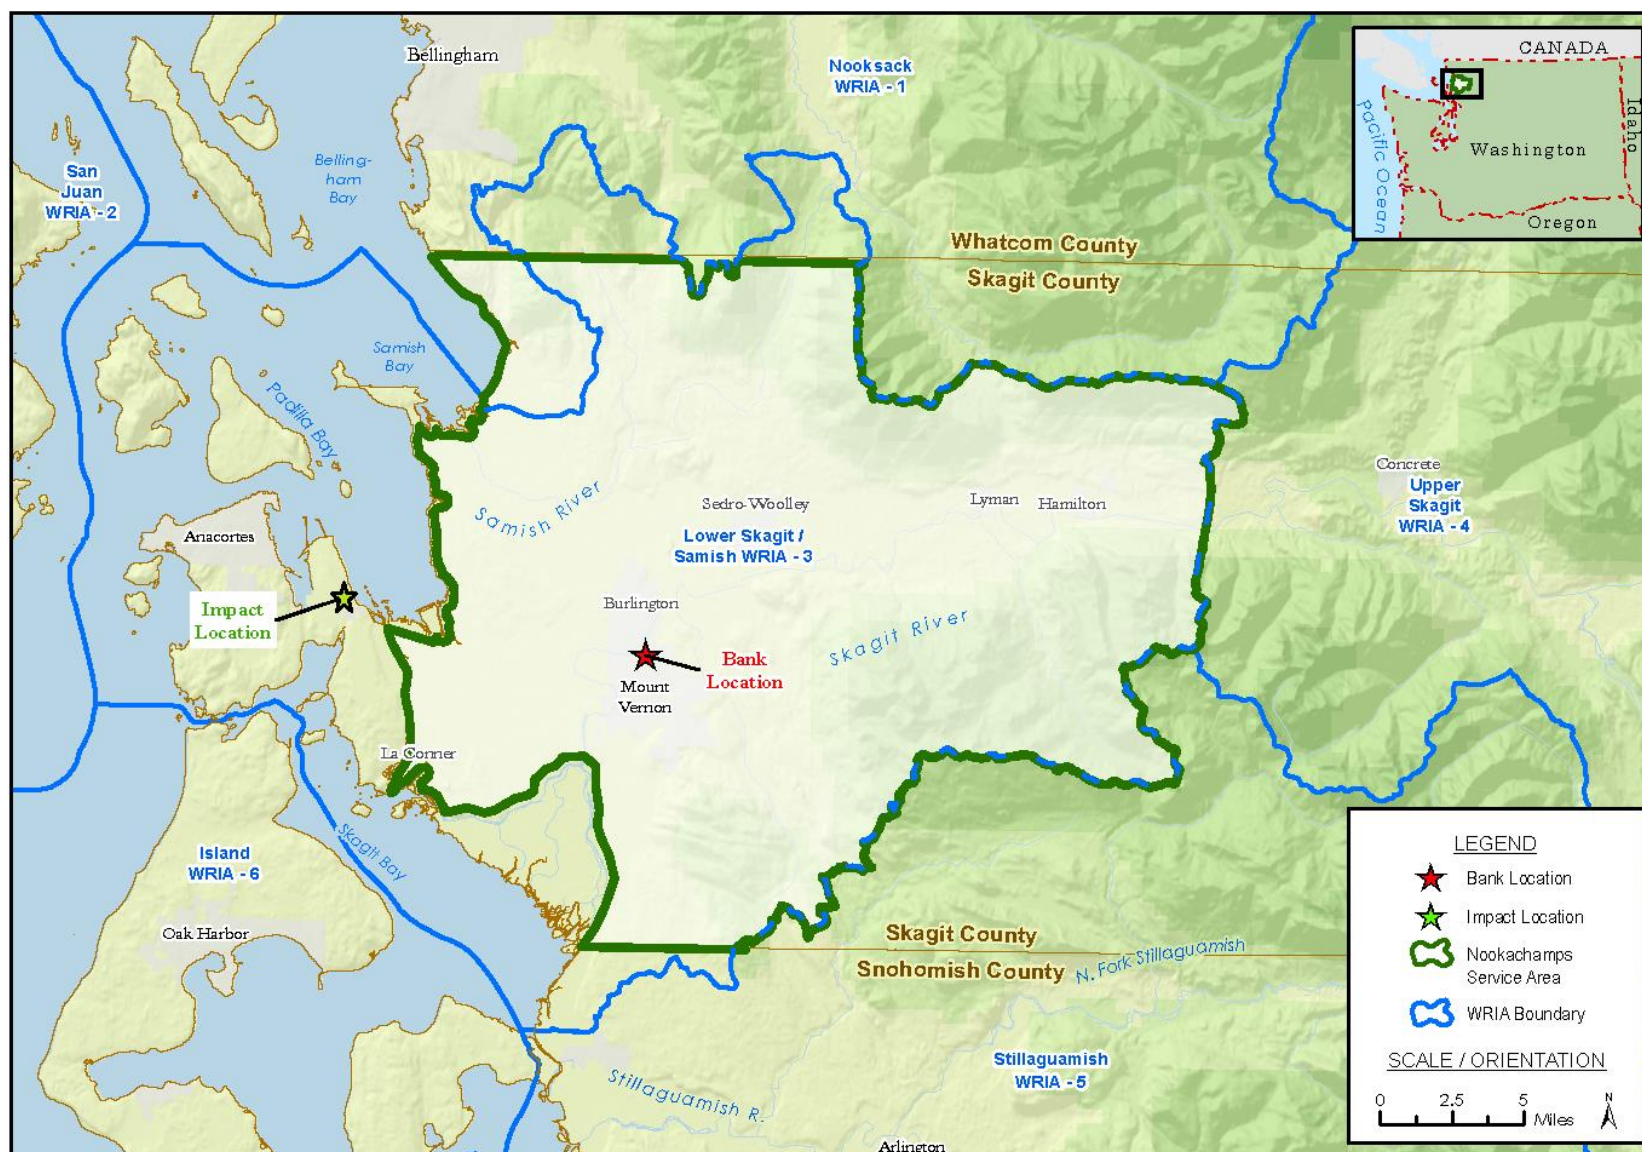 Bellingham
Nooksack
WRIA - 1
CANADA
Pacific Ocean
Washington
Idaho
Oregon
San
Juan
WRIA - 2
Belling-
ham
Bay
Whatcom County
Skagit County
Samish
Bay
Padilla Bay
Samish River
Sedro-Woolley
Lyman
Hamilton
Concrete
Upper
Skagit
WRIA - 4
Anacortes
Lower Skagit /
Samish WRIA - 3
Impact
Location
Burlington
Skagit River
Bank
Location
Mount
Vernon
La Conner
Skagit Bay
Island
WRIA - 6
Oak Harbor
Skagit County
Snohomish County
N. Fork Stillaguamish
Stillaguamish
WRIA - 5
Stillaguamish R.
Arlington
LEGEND
Bank Location
Impact Location
Nookachamps
Service Area
WRIA Boundary
SCALE / ORIENTATION
0 2.5 5
Miles
N